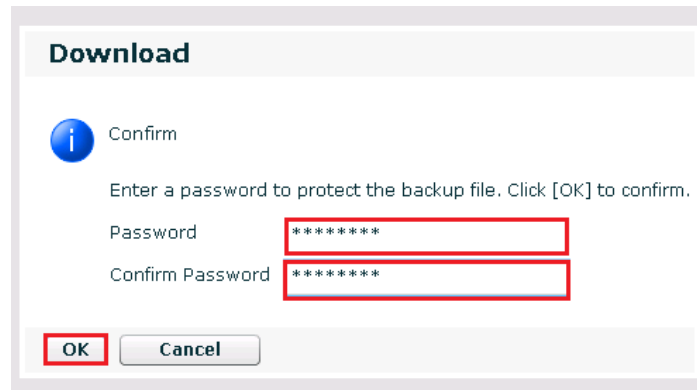 Download
i
Confirm
Enter a password to protect the backup file. Click [OK] to confirm.
Password ********
Confirm Password ********
OK Cancel